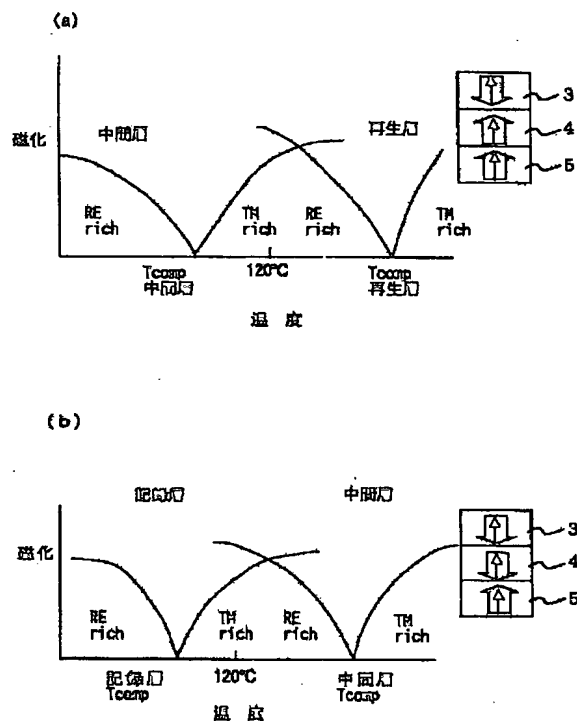 (a)
磁化
中間層
再生層
RE rich
TM rich
RE rich
TM rich
Tcomp
中間層
120℃
Tcomp
再生層
温度
3
4
5
(b)
磁化
記録層
中間層
RE rich
TM rich
RE rich
TM rich
記録層
Tcomp
120℃
中間層
Tcomp
温度
3
4
5